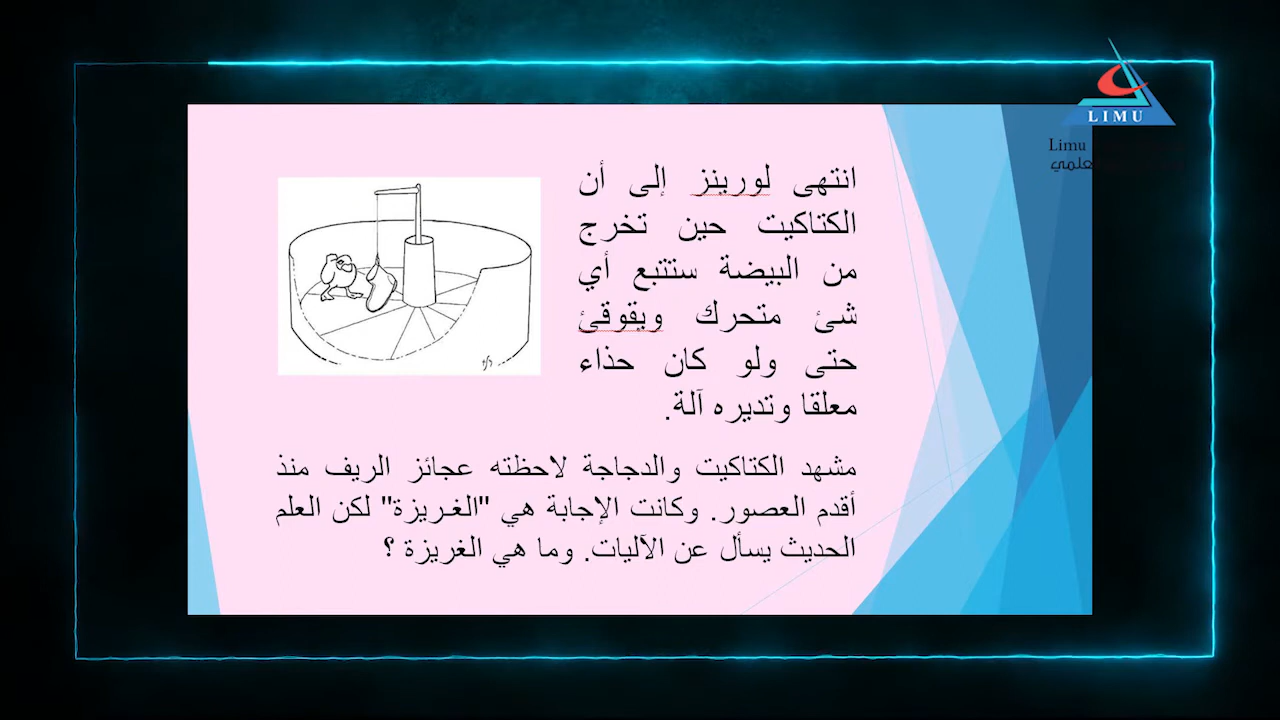 LIMU
Limu
علمي
انتهى لورينز إلى أن
الكتاكيت حين تخرج
من البيضة ستتبع أي
شئ متحرك ويقوقئ
حتى ولو كان حذاء
معلقا وتديره آلة.
مشهد الكتاكيت والدجاجة لاحظته عجائز الريف منذ
أقدم العصور. وكانت الإجابة هي "الغريزة" لكن العلم
الحديث يسأل عن الآليات. وما هي الغريزة ؟